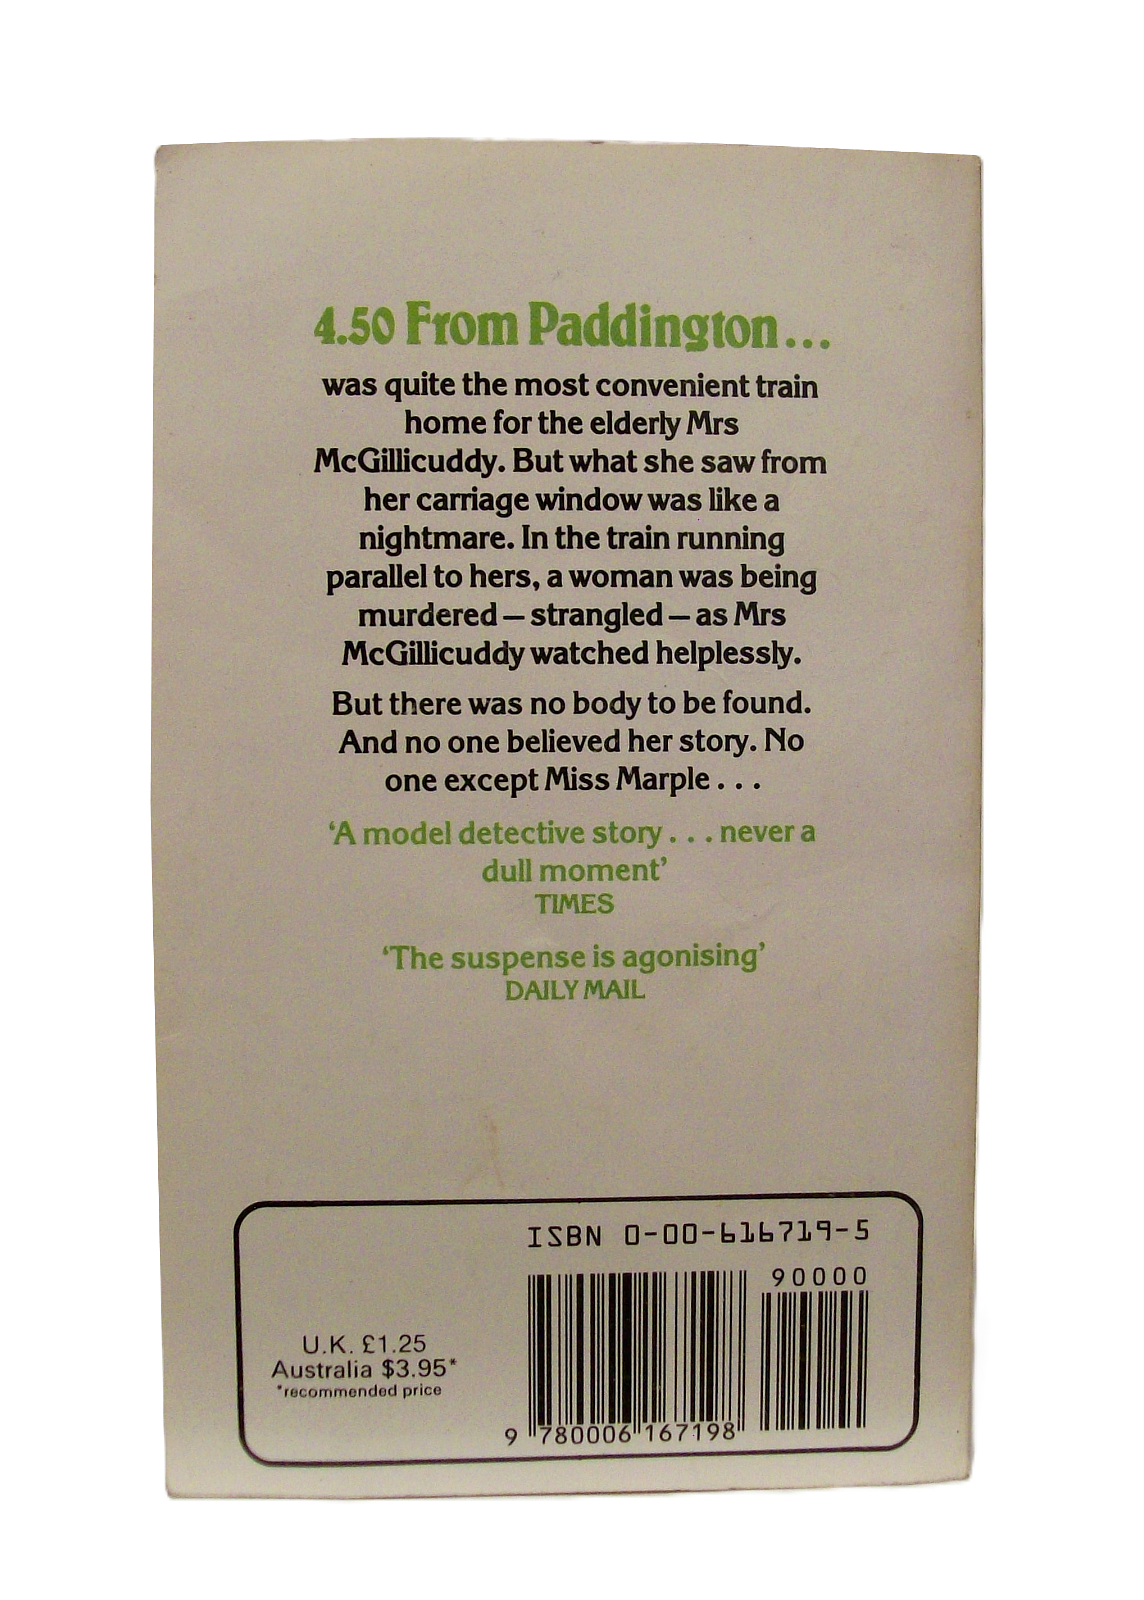 4.50 From Paddington...
was quite the most convenient train
home for the elderly Mrs
McGillicuddy. But what she saw from
her carriage window was like a
nightmare. In the train running
parallel to hers, a woman was being
murdered – strangled – as Mrs
McGillicuddy watched helplessly.
But there was no body to be found.
And no one believed her story. No
one except Miss Marple . . .
‘A model detective story . . . never a
dull moment’
TIMES
‘The suspense is agonising’
DAILY MAIL
ISBN 0-00-616719-5
90000
U.K. £1.25
Australia $3.95*
*recommended price
9 780006 167198